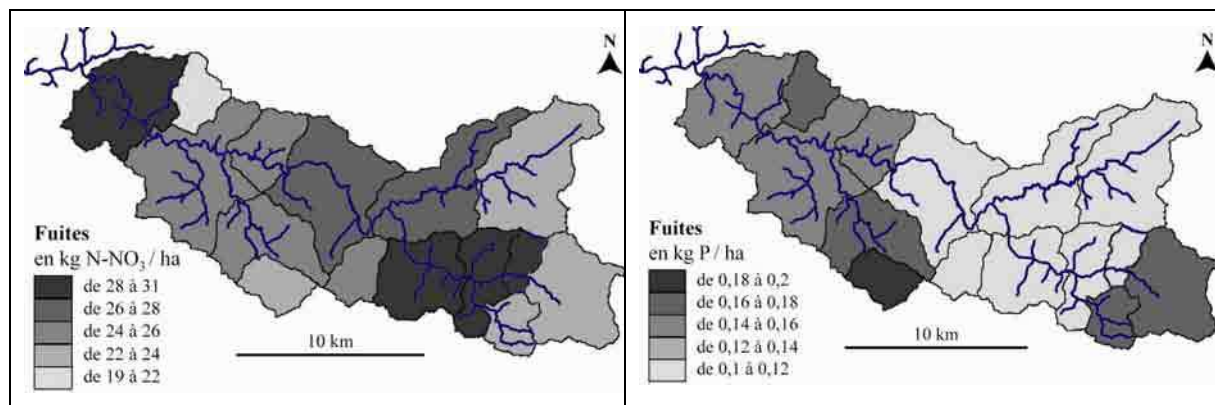 N
Fuites
en kg N-NO₃ / ha
de 28 à 31
de 26 à 28
de 24 à 26
de 22 à 24
de 19 à 22
10 km
N
Fuites
en kg P / ha
de 0,18 à 0,2
de 0,16 à 0,18
de 0,14 à 0,16
de 0,12 à 0,14
de 0,1 à 0,12
10 km